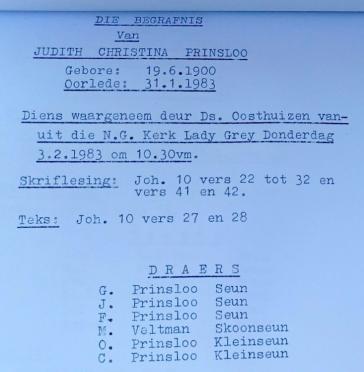 DIE BEGRAFNIS
Van
JUDITH CHRISTINA PRINSLOO
Gebore: 19.6.1900
Oorlede: 31.1.1983
Diens waargeneem deur Ds. Oosthuizen van-
uit die N.G. Kerk Lady Grey Donderdag
3.2.1983 om 10.30vm.
Skriflesing: Joh. 10 vers 22 tot 32 en
vers 41 en 42.
Teks: Joh. 10 vers 27 en 28
D R A E R S
G. Prinsloo Seun
J. Prinsloo Seun
F. Prinsloo Seun
M. Veltman Skoonseun
O. Prinsloo Kleinseun
C. Prinsloo Kleinseun